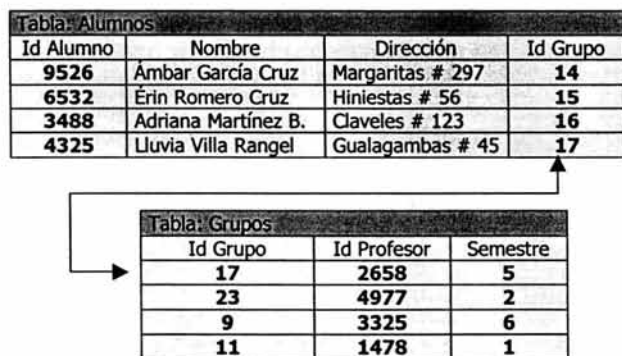 Tabla: Alumnos
Id Alumno Nombre Dirección Id Grupo
9526 Ámbar García Cruz Margaritas # 297 14
6532 Érin Romero Cruz Hiniestas # 56 15
3488 Adriana Martínez B. Claveles # 123 16
4325 Lluvia Villa Rangel Gualagambas # 45 17
Tabla: Grupos
Id Grupo Id Profesor Semestre
17 2658 5
23 4977 2
9 3325 6
11 1478 1